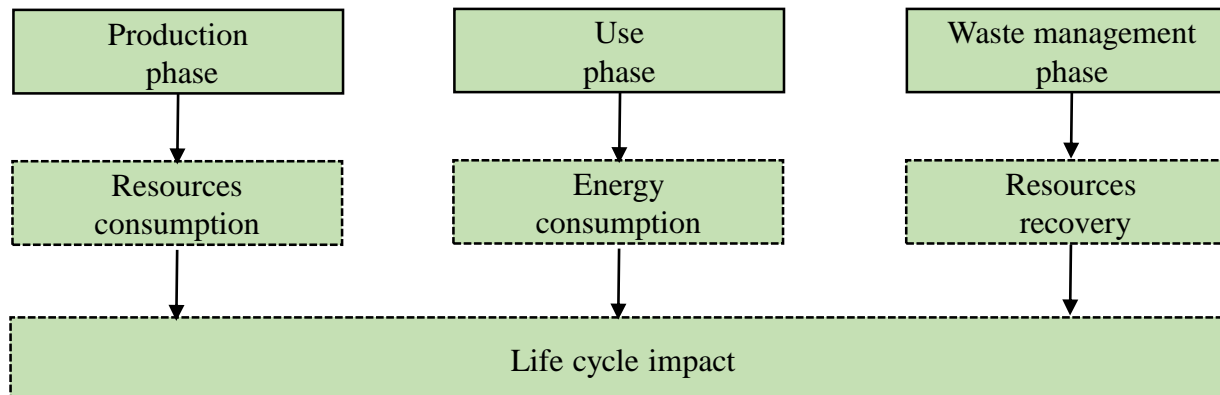 Production
phase
Use
phase
Waste management
phase
Resources
consumption
Energy
consumption
Resources
recovery
Life cycle impact